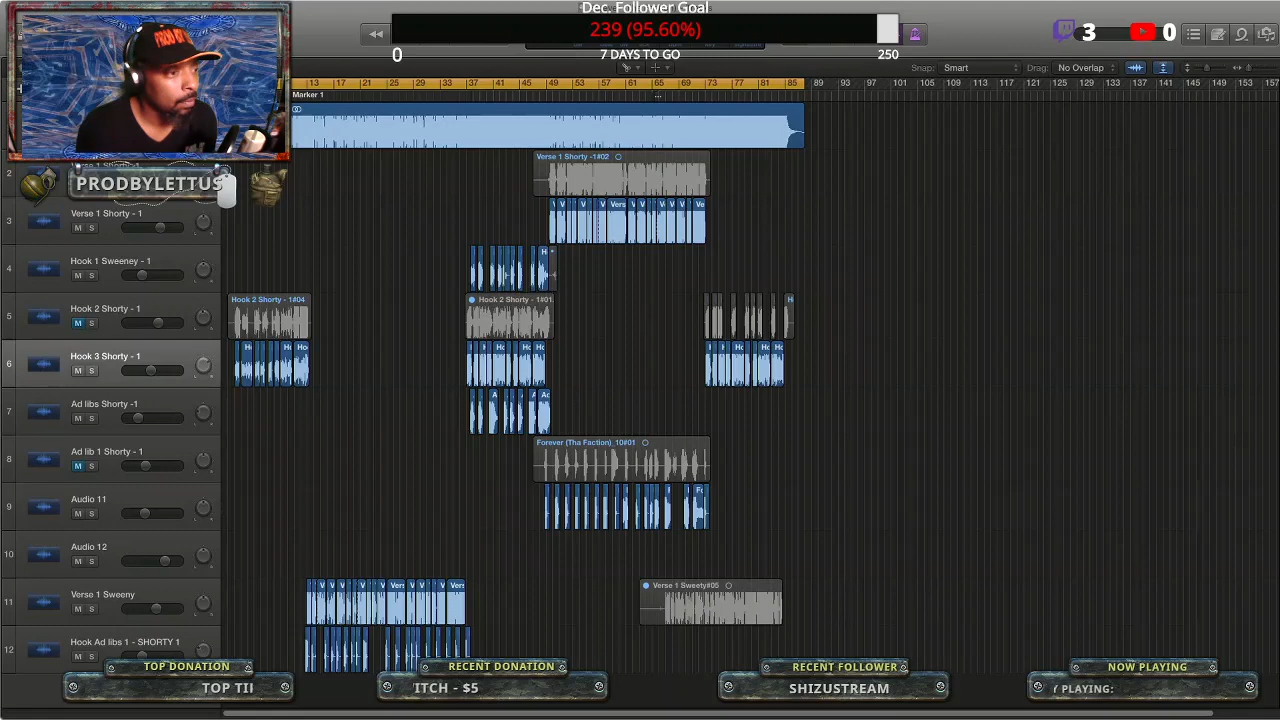 Dec. Follower Goal
239 (95.60%)
0
7 DAYS TO GO
250
3
0
Snap:
Smart
Drag:
No Overlap
13 17 21 25 29 33 37 41 45 49 53 57 61 65 69 73 77 81 85 89 93 97 101 105 109 113 117 121 125 129 133 137 141 145 149 153 157
Marker 1
PROD BY
Verse 1 Shorty -1#02
2
PRODBYLETTUS
3
Verse 1 Shorty - 1
M S
V V V V Vers V V V V Ve
4
Hook 1 Sweeney - 1
M S
H
5
Hook 2 Shorty - 1
M S
Hook 2 Shorty - 1#04
Hook 2 Shorty - 1#01
H
6
Hook 3 Shorty - 1
M S
7
Ad libs Shorty -1
M S
A A A Ac
8
Ad lib 1 Shorty - 1
M S
Forever (Tha Faction)_10#01
9
Audio 11
M S
10
Audio 12
M S
11
Verse 1 Sweeny
M S
Verse 1 Sweety#05
12
Hook Ad libs 1 - SHORTY 1
TOP DONATION
TOP TII
RECENT DONATION
ITCH - $5
RECENT FOLLOWER
SHIZUSTREAM
NOW PLAYING
PLAYING: